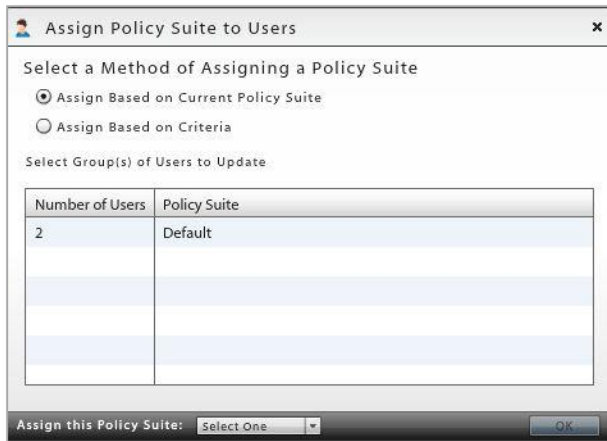 Assign Policy Suite to Users
Select a Method of Assigning a Policy Suite
Assign Based on Current Policy Suite
Assign Based on Criteria
Select Group(s) of Users to Update
Number of Users Policy Suite
2 Default
Assign this Policy Suite: Select One OK